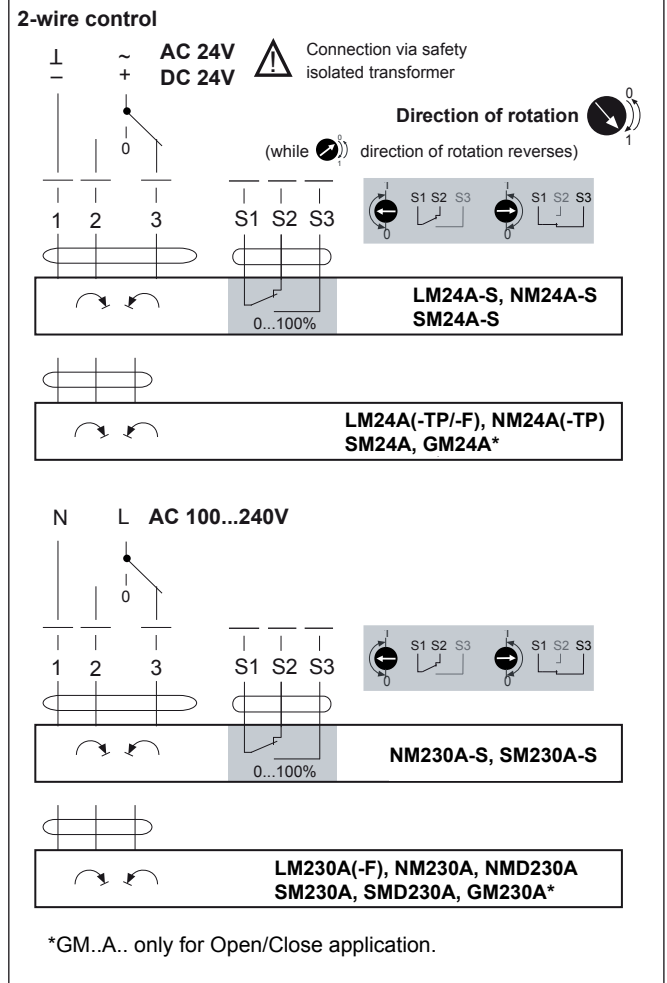 2-wire control
⊥ ~ AC 24V Connection via safety
– + DC 24V isolated transformer
Direction of rotation 0
1
0
(while 0 1 direction of rotation reverses)
1 2 3 S1 S2 S3
I S1 S2 S3 I S1 S2 S3
0 0
0...100%
LM24A-S, NM24A-S
SM24A-S
LM24A(-TP/-F), NM24A(-TP)
SM24A, GM24A*
N L AC 100...240V
0
1 2 3 S1 S2 S3
I S1 S2 S3 I S1 S2 S3
0 0
0...100%
NM230A-S, SM230A-S
LM230A(-F), NM230A, NMD230A
SM230A, SMD230A, GM230A*
*GM..A.. only for Open/Close application.